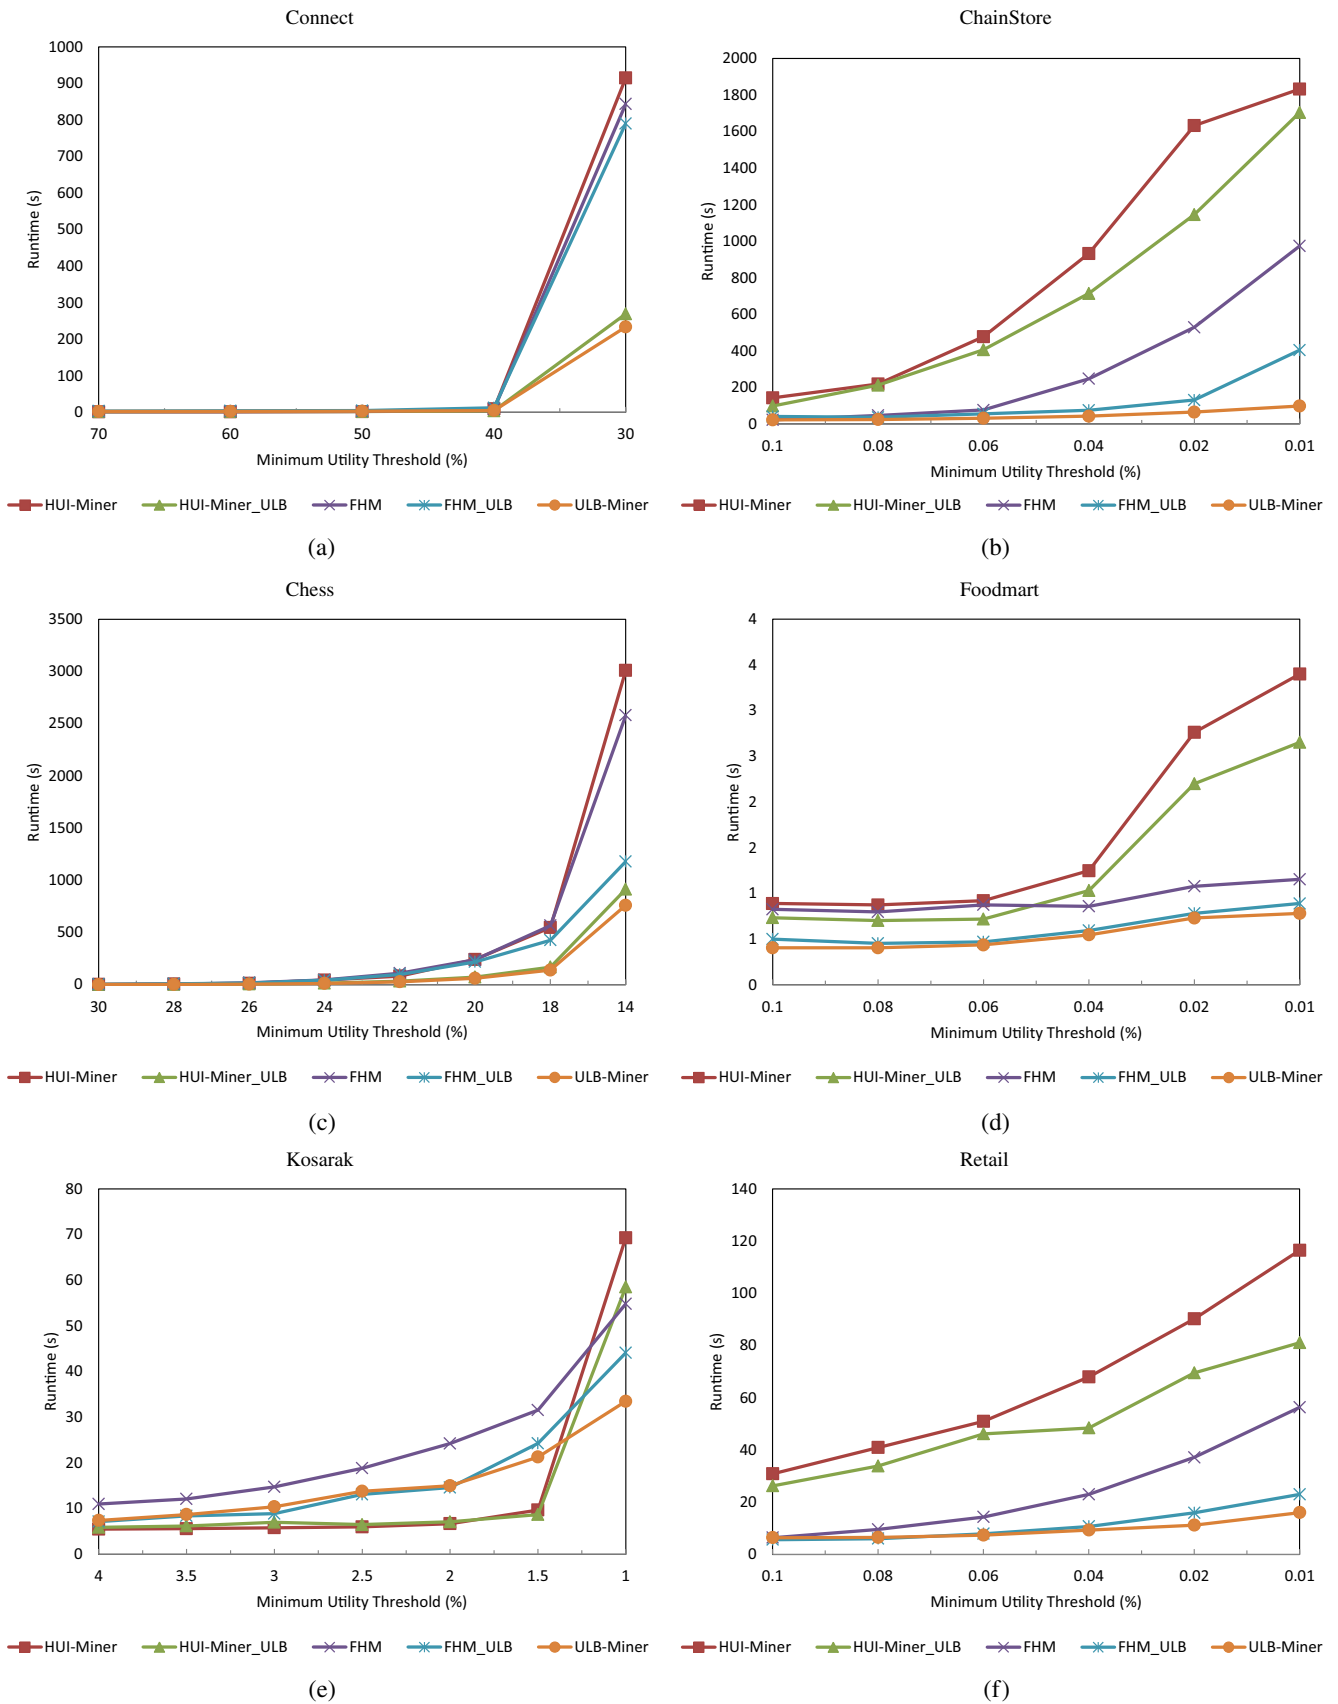 Connect
1000
900
800
700
600
500
400
300
200
100
0
Runtime (s)
70 60 50 40 30
Minimum Utility Threshold (%)
HUI-Miner HUI-Miner_ULB FHM FHM_ULB ULB-Miner
(a)
ChainStore
2000
1800
1600
1400
1200
1000
800
600
400
200
0
Runtime (s)
0.1 0.08 0.06 0.04 0.02 0.01
Minimum Utility Threshold (%)
HUI-Miner HUI-Miner_ULB FHM FHM_ULB ULB-Miner
(b)
Chess
3500
3000
2500
2000
1500
1000
500
0
Runtime (s)
30 28 26 24 22 20 18 14
Minimum Utility Threshold (%)
HUI-Miner HUI-Miner_ULB FHM FHM_ULB ULB-Miner
(c)
Foodmart
4
4
3
3
2
2
1
1
0
Runtime (s)
0.1 0.08 0.06 0.04 0.02 0.01
Minimum Utility Threshold (%)
HUI-Miner HUI-Miner_ULB FHM FHM_ULB ULB-Miner
(d)
Kosarak
80
70
60
50
40
30
20
10
0
Runtime (s)
4 3.5 3 2.5 2 1.5 1
Minimum Utility Threshold (%)
HUI-Miner HUI-Miner_ULB FHM FHM_ULB ULB-Miner
(e)
Retail
140
120
100
80
60
40
20
0
Runtime (s)
0.1 0.08 0.06 0.04 0.02 0.01
Minimum Utility Threshold (%)
HUI-Miner HUI-Miner_ULB FHM FHM_ULB ULB-Miner
(f)